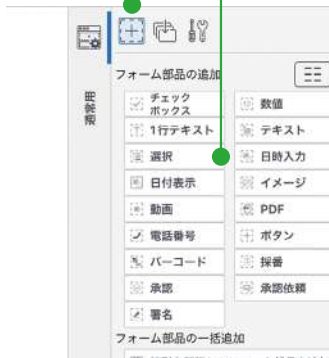 通常用
フォーム部品の追加
チェック
ボックス
数値
1行テキスト
テキスト
選択
日時入力
日付表示
イメージ
動画
PDF
電話番号
ボタン
バーコード
採番
承認
承認依頼
署名
フォーム部品の一括追加